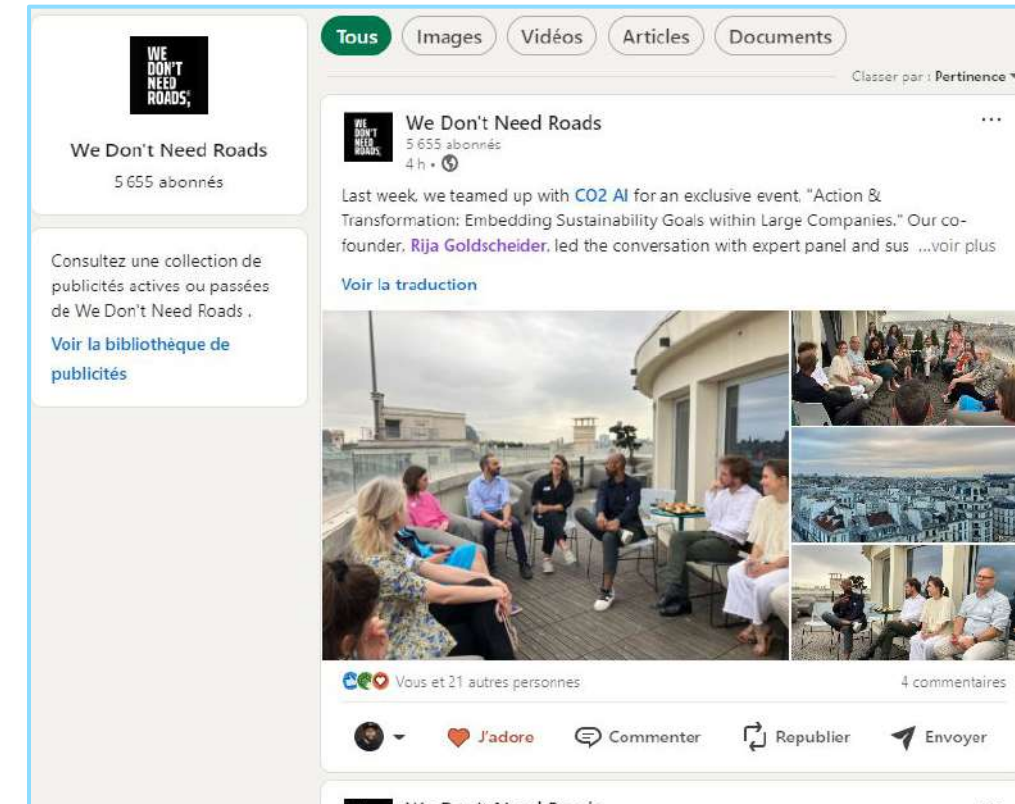 WE
DON'T
NEED
ROADS;
We Don't Need Roads
5 655 abonnés
Consultez une collection de
publicités actives ou passées
de We Don't Need Roads .
Voir la bibliothèque de
publicités
Tous
Images
Vidéos
Articles
Documents
Classer par : Pertinence
WE
DON'T
NEED
ROADS;
We Don't Need Roads
5 655 abonnés
4 h •
Last week, we teamed up with CO2 AI for an exclusive event, "Action &
Transformation: Embedding Sustainability Goals within Large Companies." Our co-
founder, Rija Goldscheider, led the conversation with expert panel and sus ...voir plus
Voir la traduction
Vous et 21 autres personnes
4 commentaires
J'adore
Commenter
Republier
Envoyer